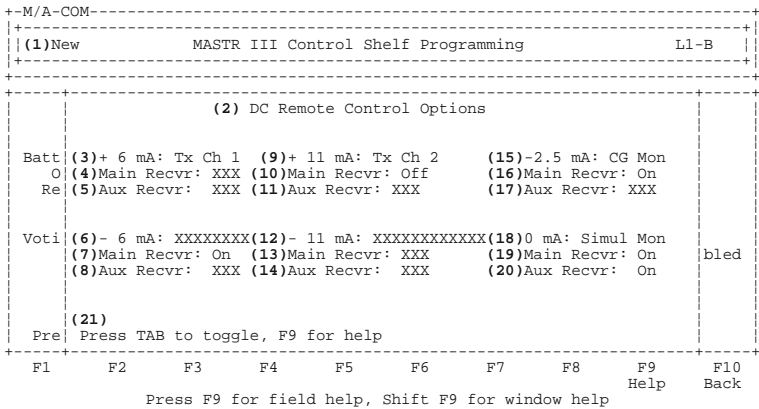 M/A-COM
(1)New MASTR III Control Shelf Programming L1-B
(2) DC Remote Control Options
Batt (3)+ 6 mA: Tx Ch 1 (9)+ 11 mA: Tx Ch 2 (15)-2.5 mA: CG Mon
O (4)Main Recvr: XXX (10)Main Recvr: Off (16)Main Recvr: On
Re (5)Aux Recvr: XXX (11)Aux Recvr: XXX (17)Aux Recvr: XXX
Voti (6)- 6 mA: XXXXXXXX(12)- 11 mA: XXXXXXXXXXXX(18)0 mA: Simul Mon
(7)Main Recvr: On (13)Main Recvr: XXX (19)Main Recvr: On bled
(8)Aux Recvr: XXX (14)Aux Recvr: XXX (20)Aux Recvr: On
(21)
Pre Press TAB to toggle, F9 for help
F1 F2 F3 F4 F5 F6 F7 F8 F9 F10
Help Back
Press F9 for field help, Shift F9 for window help